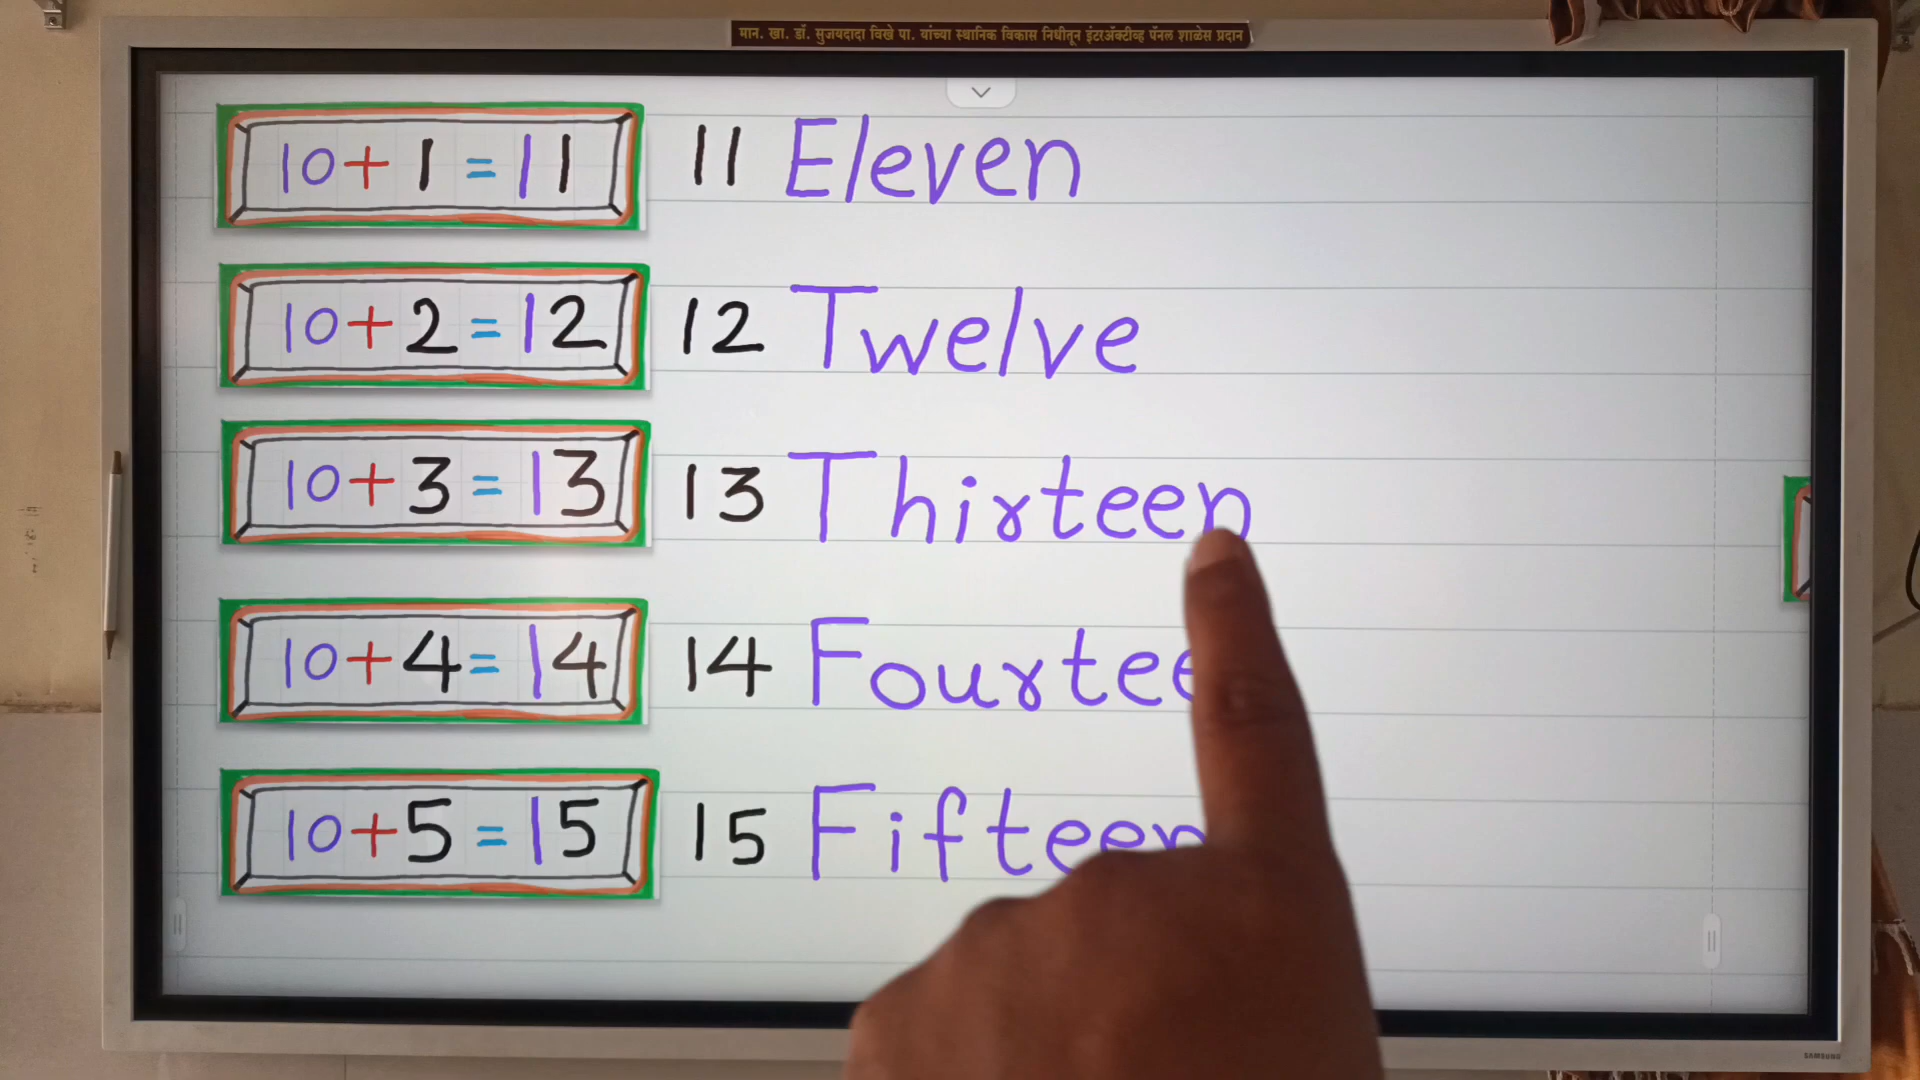 मान. खा. डॉ. सुजयदादा विखे पा. यांच्या स्थानिक विकास निधीतून इंटरॲक्टीव्ह पॅनल शाळेस प्रदान
10 + 1 = 11 11 Eleven
10 + 2 = 12 12 Twelve
10 + 3 = 13 13 Thirteen
10 + 4 = 14 14 Fourtee
10 + 5 = 15 15 Fifteen
SAMSUNG